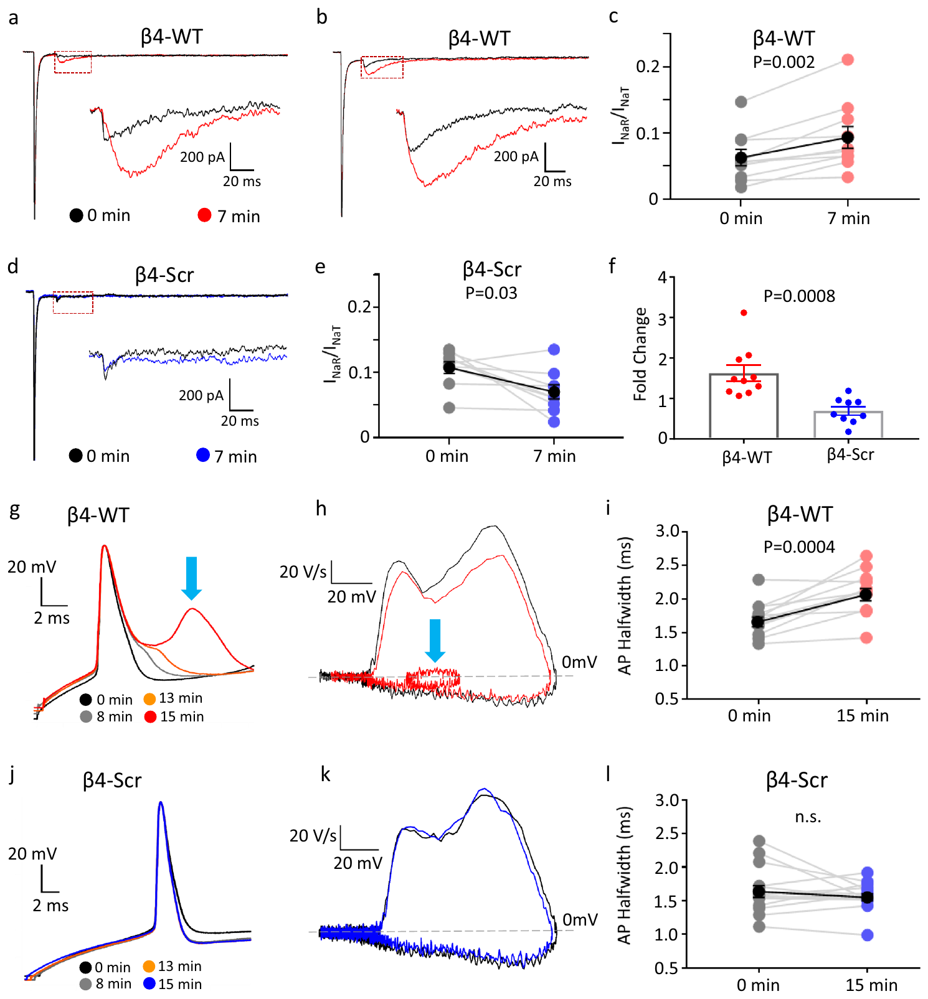 a
β4-WT
200 pA
20 ms
0 min
7 min
b
β4-WT
200 pA
20 ms
c
β4-WT
P=0.002
INaR/INaT
0.2
0.1
0
0 min
7 min
d
β4-Scr
200 pA
20 ms
0 min
7 min
e
β4-Scr
P=0.03
INaR/INaT
0.2
0.1
0
0 min
7 min
f
P=0.0008
Fold Change
4
3
2
1
0
β4-WT
β4-Scr
g
β4-WT
20 mV
2 ms
0 min
13 min
8 min
15 min
h
20 V/s
20 mV
0mV
i
β4-WT
P=0.0004
AP Halfwidth (ms)
3.0
2.5
2.0
1.5
1.0
0.5
0 min
15 min
j
β4-Scr
20 mV
2 ms
0 min
13 min
8 min
15 min
k
20 V/s
20 mV
0mV
l
β4-Scr
n.s.
AP Halfwidth (ms)
3.0
2.5
2.0
1.5
1.0
0.5
0 min
15 min